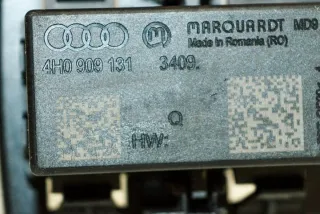 MARQUARDT MD9
Made in Romania (RO)
4H0 909 131 3409.
Q
HW: